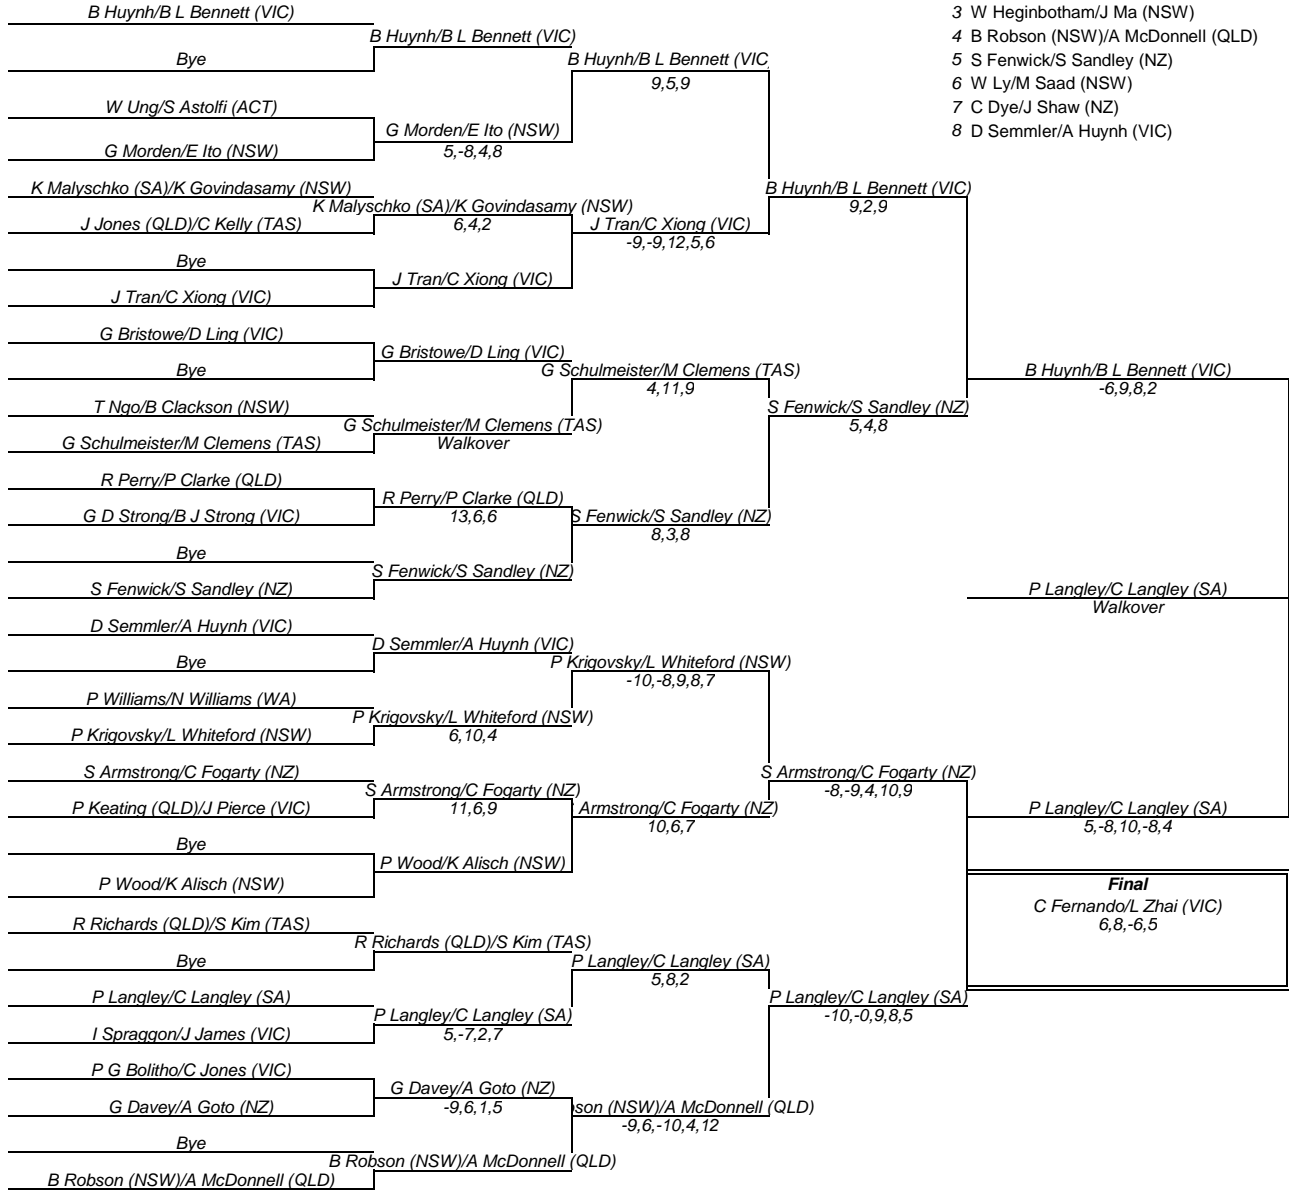 B Huynh/B L Bennett (VIC)
Bye
W Ung/S Astolfi (ACT)
G Morden/E Ito (NSW)
K Malyschko (SA)/K Govindasamy (NSW)
J Jones (QLD)/C Kelly (TAS)
Bye
J Tran/C Xiong (VIC)
G Bristowe/D Ling (VIC)
Bye
T Ngo/B Clackson (NSW)
G Schulmeister/M Clemens (TAS)
R Perry/P Clarke (QLD)
G D Strong/B J Strong (VIC)
Bye
S Fenwick/S Sandley (NZ)
D Semmler/A Huynh (VIC)
Bye
P Williams/N Williams (WA)
P Krigovsky/L Whiteford (NSW)
S Armstrong/C Fogarty (NZ)
P Keating (QLD)/J Pierce (VIC)
Bye
P Wood/K Alisch (NSW)
R Richards (QLD)/S Kim (TAS)
Bye
P Langley/C Langley (SA)
I Spraggon/J James (VIC)
P G Bolitho/C Jones (VIC)
G Davey/A Goto (NZ)
Bye
B Robson (NSW)/A McDonnell (QLD)
B Huynh/B L Bennett (VIC)
G Morden/E Ito (NSW)
5,-8,4,8
K Malyschko (SA)/K Govindasamy (NSW)
6,4,2
J Tran/C Xiong (VIC)
G Bristowe/D Ling (VIC)
G Schulmeister/M Clemens (TAS)
Walkover
R Perry/P Clarke (QLD)
13,6,6
S Fenwick/S Sandley (NZ)
D Semmler/A Huynh (VIC)
P Krigovsky/L Whiteford (NSW)
6,10,4
S Armstrong/C Fogarty (NZ)
11,6,9
P Wood/K Alisch (NSW)
R Richards (QLD)/S Kim (TAS)
P Langley/C Langley (SA)
5,-7,2,7
G Davey/A Goto (NZ)
-9,6,1,5
B Robson (NSW)/A McDonnell (QLD)
B Huynh/B L Bennett (VIC
9,5,9
J Tran/C Xiong (VIC)
-9,-9,12,5,6
G Schulmeister/M Clemens (TAS)
4,11,9
S Fenwick/S Sandley (NZ)
8,3,8
P Krigovsky/L Whiteford (NSW)
-10,-8,9,8,7
Armstrong/C Fogarty (NZ)
10,6,7
P Langley/C Langley (SA)
5,8,2
son (NSW)/A McDonnell (QLD)
-9,6,-10,4,12
B Huynh/B L Bennett (VIC)
9,2,9
S Fenwick/S Sandley (NZ)
5,4,8
S Armstrong/C Fogarty (NZ)
-8,-9,4,10,9
P Langley/C Langley (SA)
-10,-0,9,8,5
3 W Heginbotham/J Ma (NSW)
4 B Robson (NSW)/A McDonnell (QLD)
5 S Fenwick/S Sandley (NZ)
6 W Ly/M Saad (NSW)
7 C Dye/J Shaw (NZ)
8 D Semmler/A Huynh (VIC)
B Huynh/B L Bennett (VIC)
-6,9,8,2
P Langley/C Langley (SA)
Walkover
P Langley/C Langley (SA)
5,-8,10,-8,4
Final
C Fernando/L Zhai (VIC)
6,8,-6,5